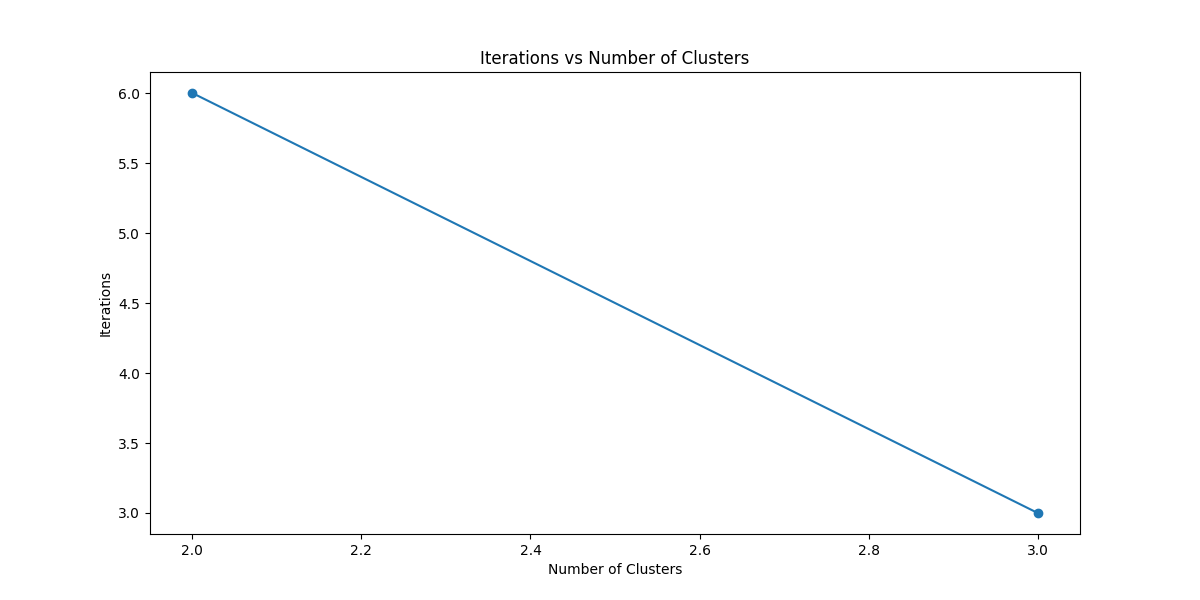 Iterations vs Number of Clusters
6.0
5.5
5.0
4.5
4.0
3.5
3.0
Iterations
2.0 2.2 2.4 2.6 2.8 3.0
Number of Clusters